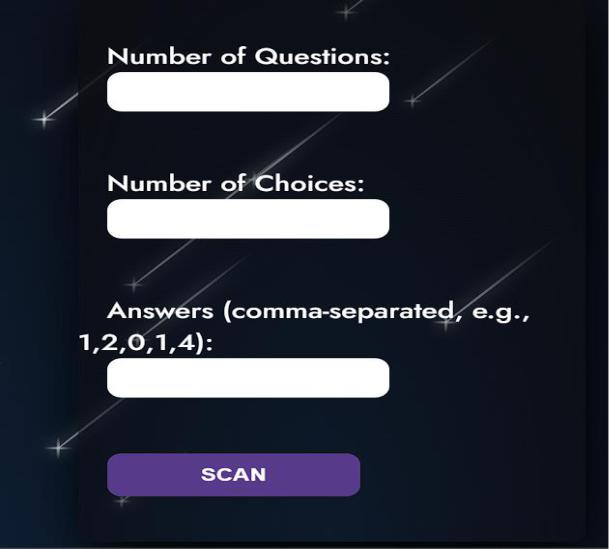 Number of Questions:
Number of Choices:
Answers (comma-separated, e.g.,
1,2,0,1,4):
SCAN